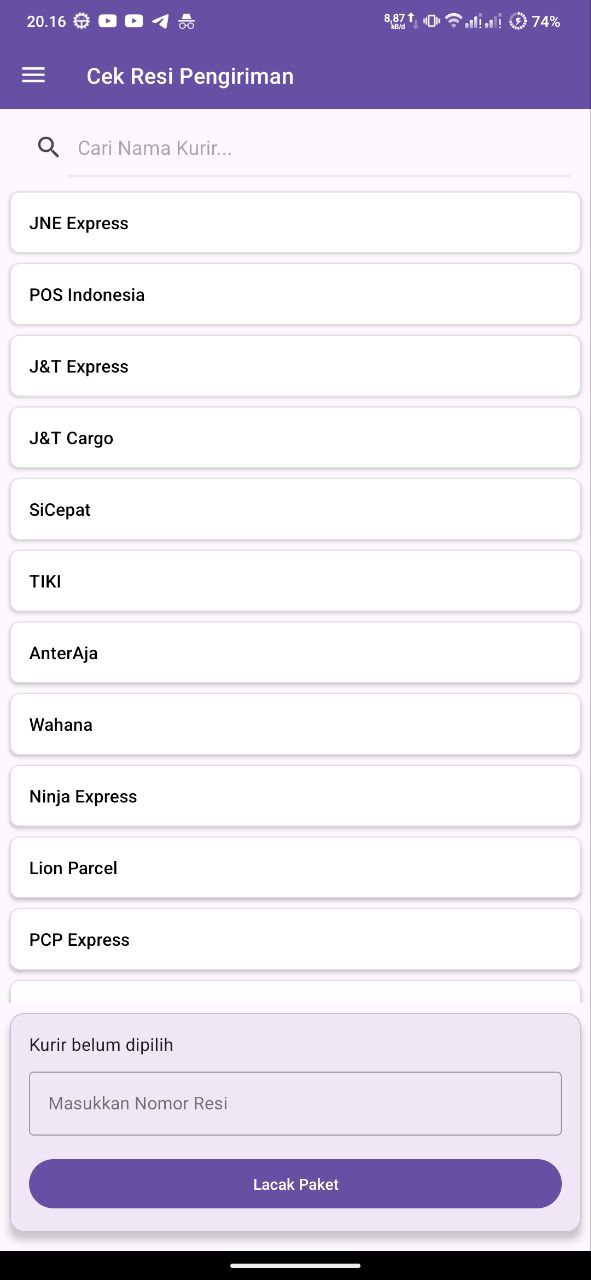 20.16
8,87 kB/d
74%
Cek Resi Pengiriman
Cari Nama Kurir...
JNE Express
POS Indonesia
J&T Express
J&T Cargo
SiCepat
TIKI
AnterAja
Wahana
Ninja Express
Lion Parcel
PCP Express
Kurir belum dipilih
Masukkan Nomor Resi
Lacak Paket